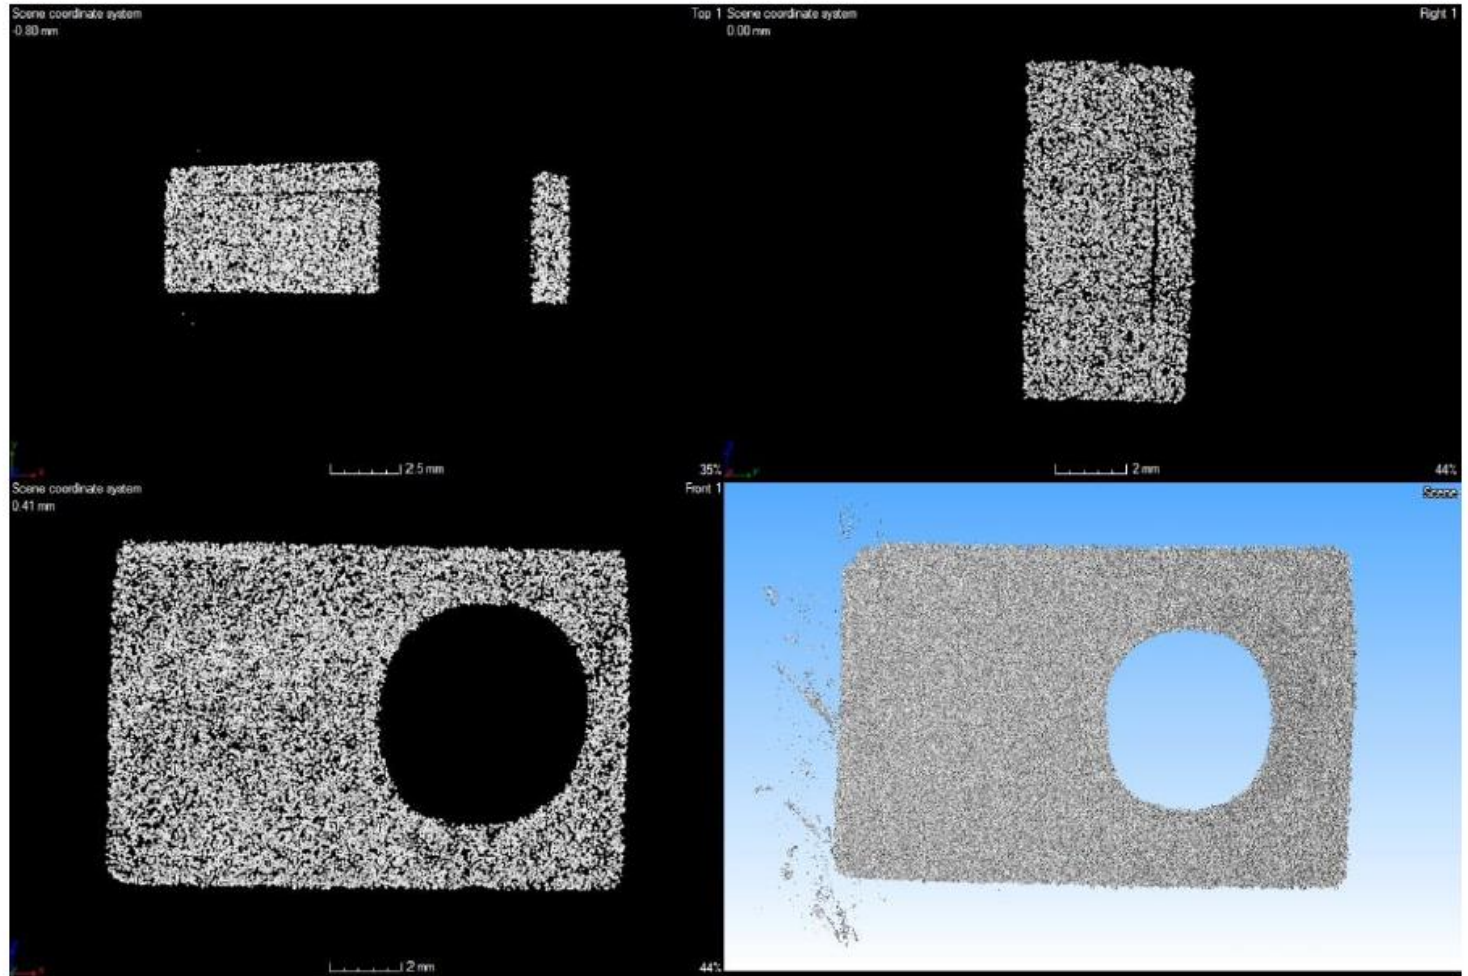 Scene coordinate system
-0.80 mm
Top 1
2.5 mm
35%
Scene coordinate system
0.00 mm
Right 1
2 mm
44%
Scene coordinate system
0.41 mm
Front 1
2 mm
44%
Scene